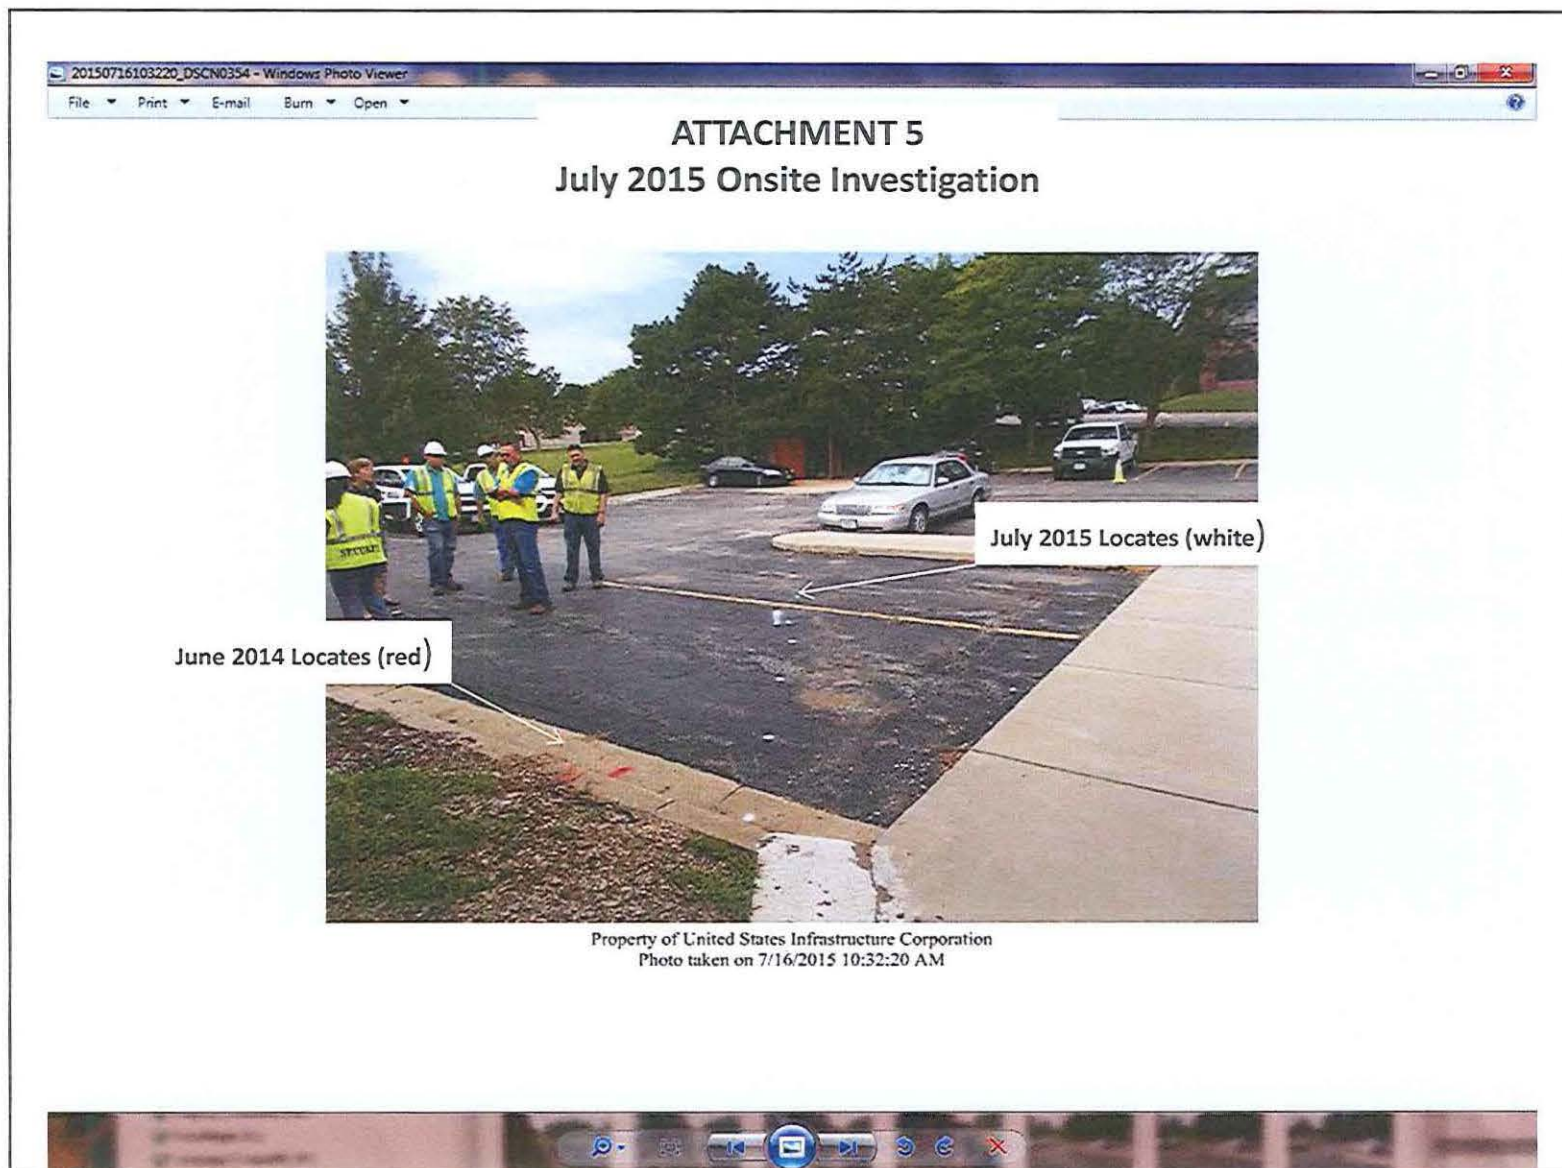 20150716103220_DSCN0354 - Windows Photo Viewer
File Print E-mail Burn Open
ATTACHMENT 5
July 2015 Onsite Investigation
SECURITY
July 2015 Locates (white)
June 2014 Locates (red)
Property of United States Infrastructure Corporation
Photo taken on 7/16/2015 10:32:20 AM